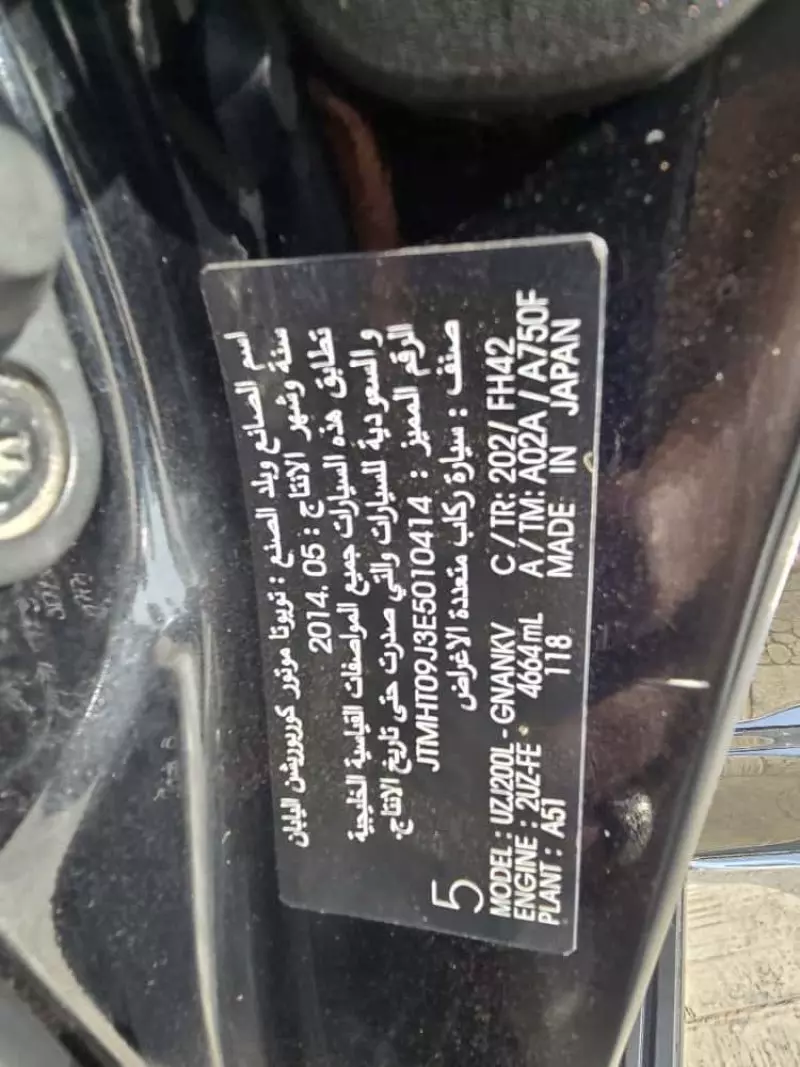 اسم الصانع وبلد الصنع : تويوتا موتور كوربوريشن اليابان
سنة وشهر الانتاج : 2014. 05
تطابق هذه السيارات جميع المواصفات القياسية الخليجية
و السعودية للسيارات والتي صدرت حتى تاريخ الانتاج.
الرقم المميز : JTMHT09J3E5010414
صنف : سيارة ركاب متعددة الاغراض
5
MODEL : UZJ200L - GNANKV C / TR: 202/ FH42
ENGINE : 2UZ-FE 4664mL A / TM: A02A / A750F
PLANT : A51 118 MADE IN JAPAN